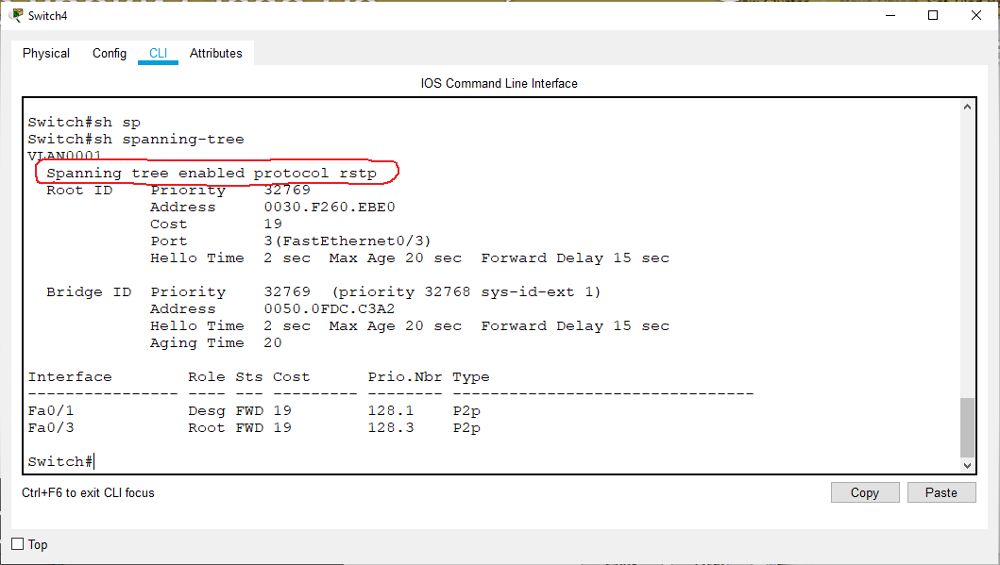 Switch4
Physical Config CLI Attributes
IOS Command Line Interface
Switch#sh sp
Switch#sh spanning-tree
VLAN0001
Spanning tree enabled protocol rstp
Root ID Priority 32769
Address 0030.F260.EBE0
Cost 19
Port 3(FastEthernet0/3)
Hello Time 2 sec Max Age 20 sec Forward Delay 15 sec
Bridge ID Priority 32769 (priority 32768 sys-id-ext 1)
Address 0050.0FDC.C3A2
Hello Time 2 sec Max Age 20 sec Forward Delay 15 sec
Aging Time 20
Interface Role Sts Cost Prio.Nbr Type
---------------- ---- --- --------- -------- --------------------------------
Fa0/1 Desg FWD 19 128.1 P2p
Fa0/3 Root FWD 19 128.3 P2p
Switch#
Ctrl+F6 to exit CLI focus
Copy Paste
Top